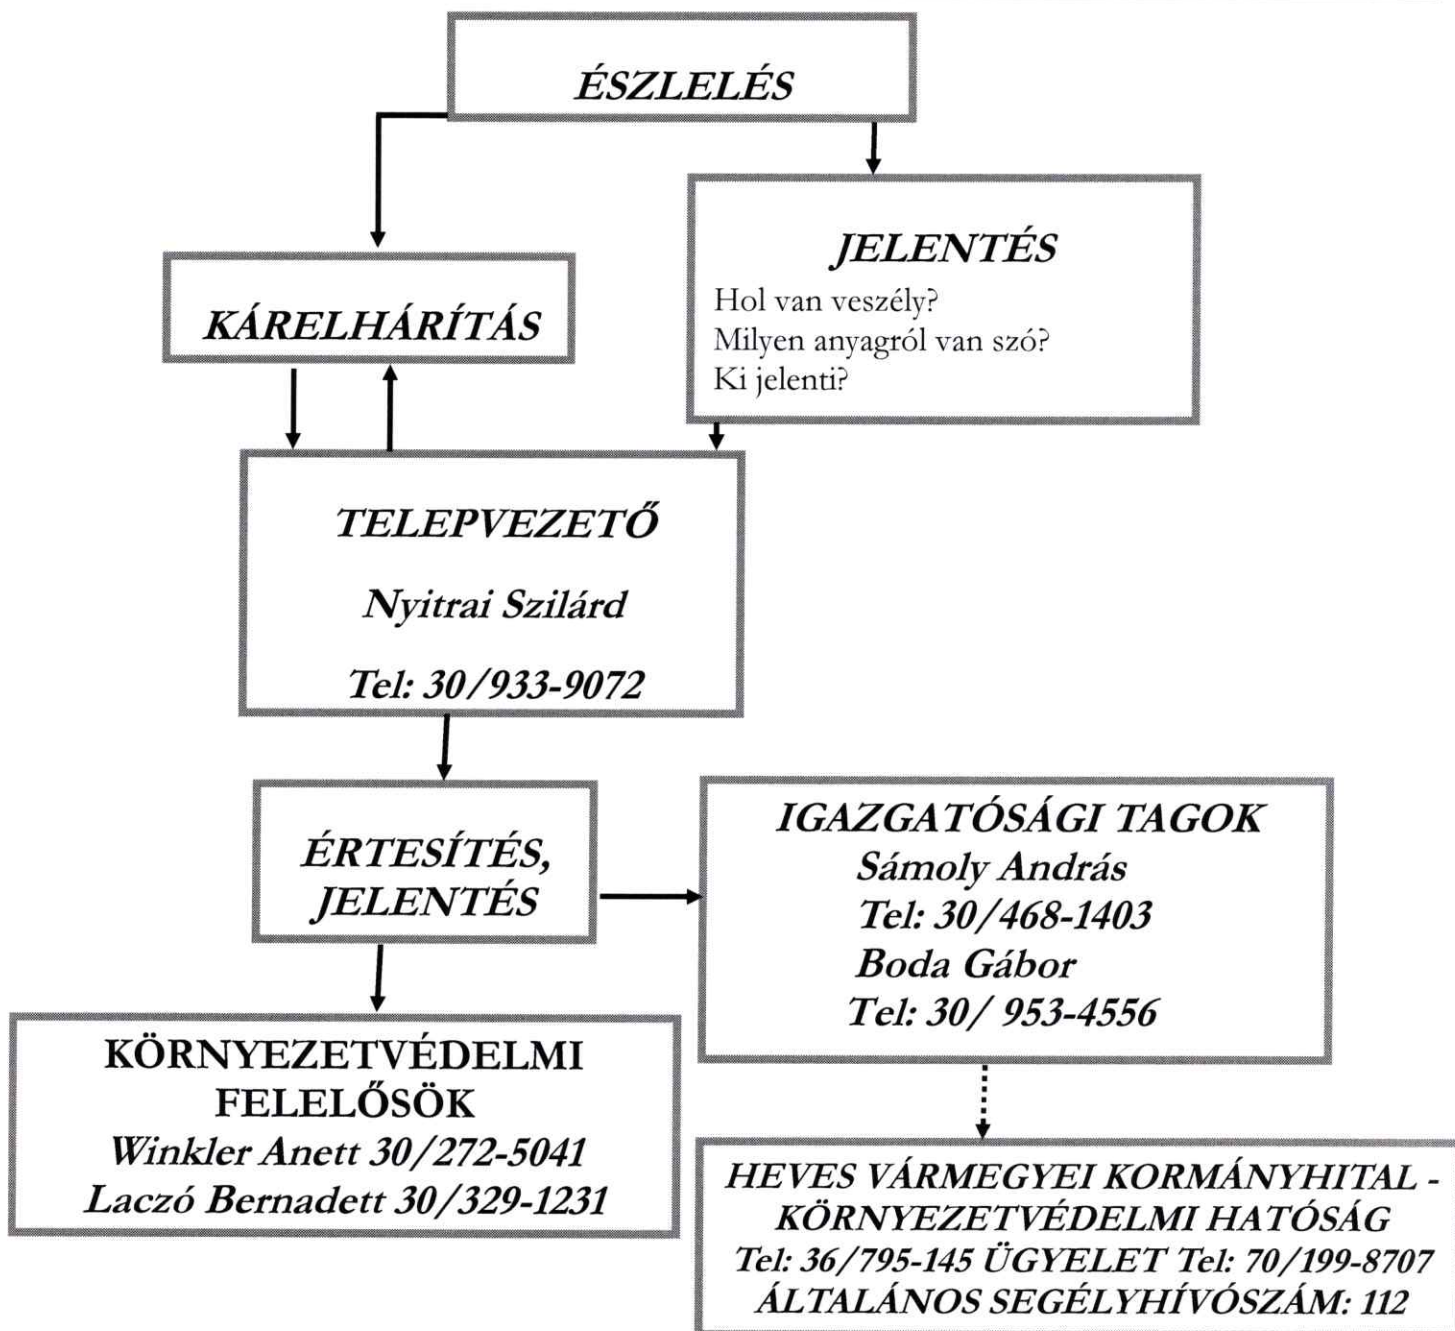 ÉSZLELÉS
JELENTÉS
Hol van veszély?
Milyen anyagról van szó?
Ki jelenti?
KÁRELHÁRÍTÁS
TELEPVEZETŐ
Nyitrai Szilárd
Tel: 30/933-9072
ÉRTESÍTÉS,
JELENTÉS
IGAZGATÓSÁGI TAGOK
Sámoly András
Tel: 30/468-1403
Boda Gábor
Tel: 30/ 953-4556
KÖRNYEZETVÉDELMI
FELELŐSÖK
Winkler Anett 30/272-5041
Laczó Bernadett 30/329-1231
HEVES VÁRMEGYEI KORMÁNYHITAL -
KÖRNYEZETVÉDELMI HATÓSÁG
Tel: 36/795-145 ÜGYELET Tel: 70/199-8707
ÁLTALÁNOS SEGÉLYHÍVÓSZÁM: 112